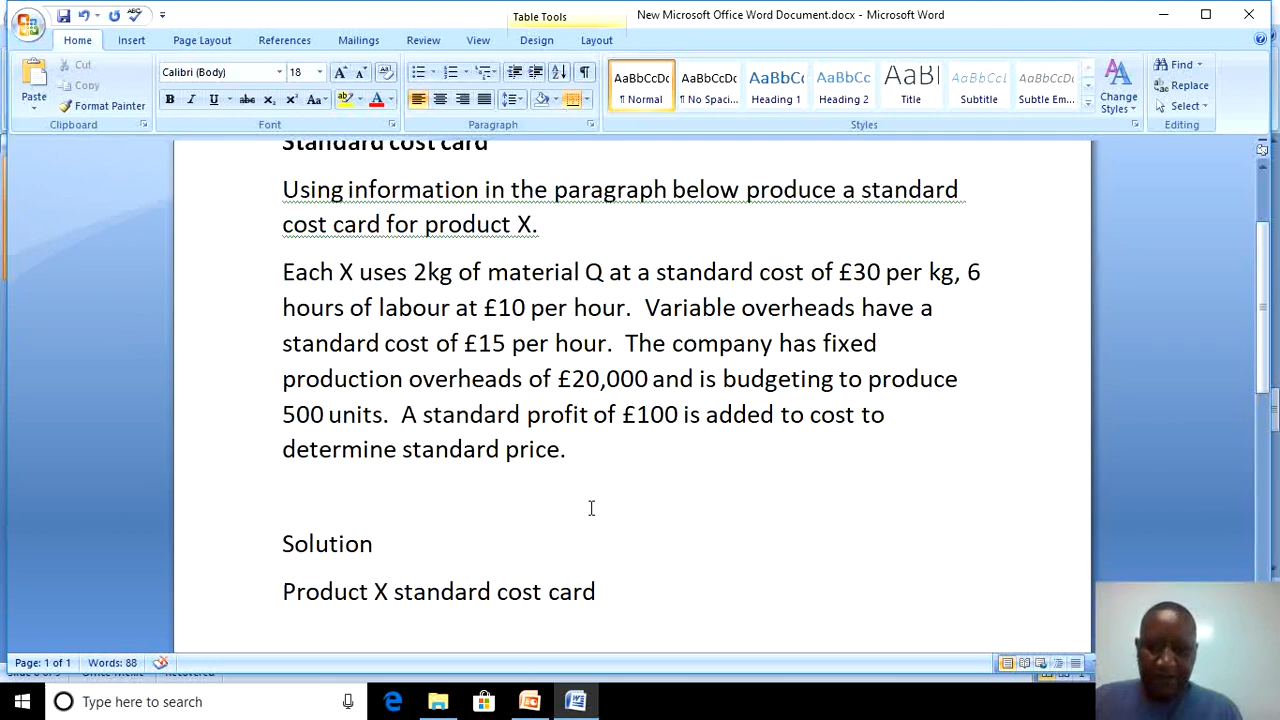 Table Tools
New Microsoft Office Word Document.docx - Microsoft Word
Home Insert Page Layout References Mailings Review View Design Layout
Cut
Copy
Paste
Format Painter
Clipboard
Calibri (Body) 18
B I U abe X₂ X² Aa
Font
Paragraph
AaBbCcDc AaBbCcDc AaBbC AaBbCc AaBl AaBbCcL AaBbCcDc
¶ Normal ¶ No Spaci... Heading 1 Heading 2 Title Subtitle Subtle Em...
Styles
Change
Styles
Find
Replace
Select
Editing
Standard cost card
Using information in the paragraph below produce a standard
cost card for product X.
Each X uses 2kg of material Q at a standard cost of £30 per kg, 6
hours of labour at £10 per hour. Variable overheads have a
standard cost of £15 per hour. The company has fixed
production overheads of £20,000 and is budgeting to produce
500 units. A standard profit of £100 is added to cost to
determine standard price.
Solution
Product X standard cost card
Page: 1 of 1 Words: 88
Type here to search